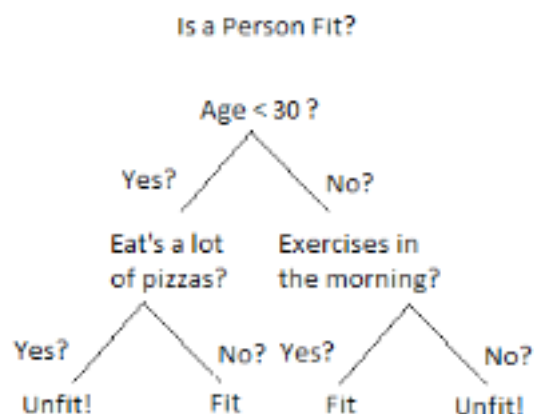 Is a Person Fit?
Age < 30 ?
Yes?
No?
Eat's a lot
of pizzas?
Exercises in
the morning?
Yes?
No?
Yes?
No?
Unfit!
Fit
Fit
Unfit!